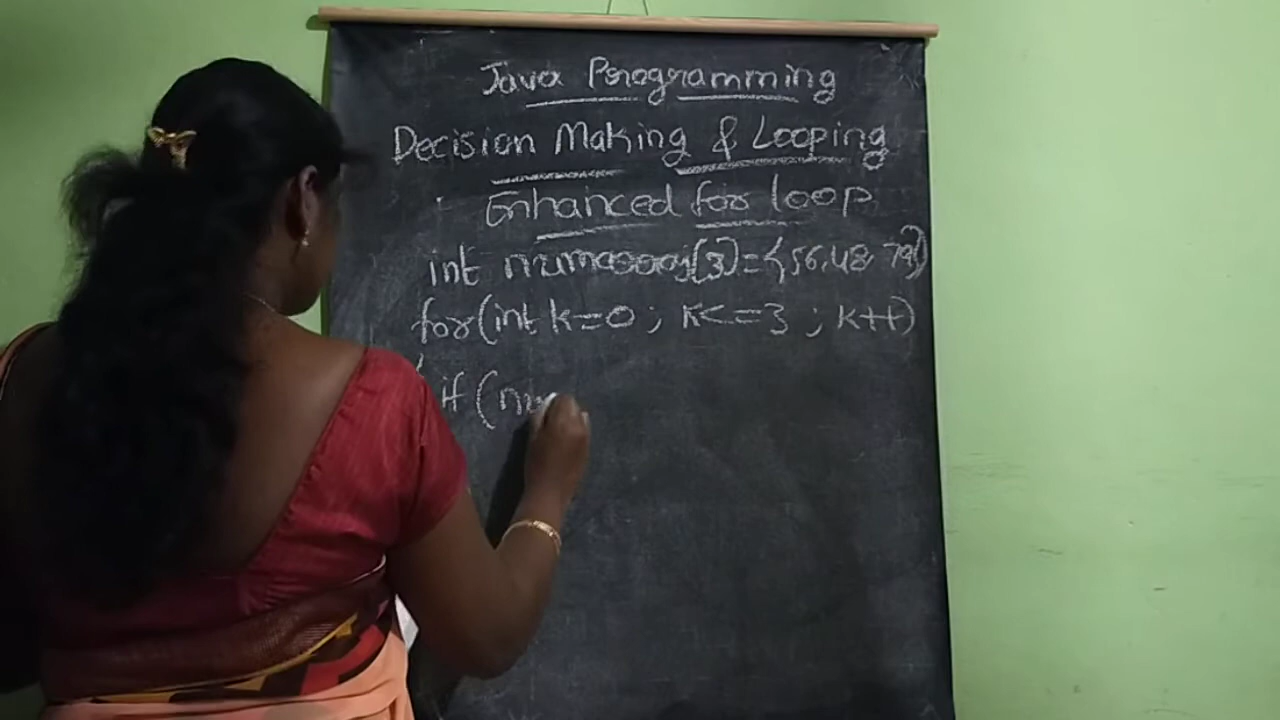 Java Programming
Decision Making & Looping
Enhanced for loop
int numarray[3]={56,48,79}
for(int k=0 ; k<=3 ; k++)
{
if (nu